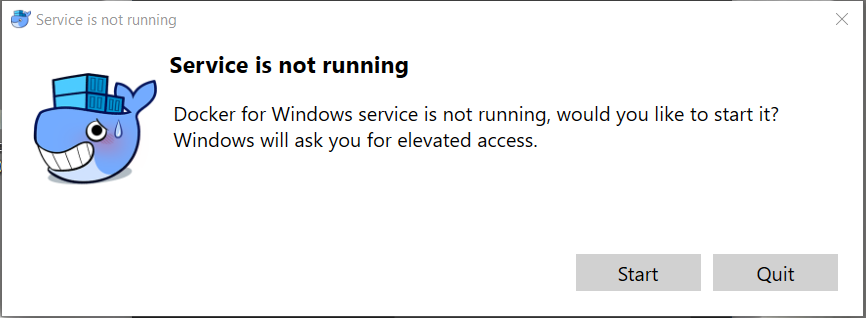 Service is not running
Service is not running
Docker for Windows service is not running, would you like to start it?
Windows will ask you for elevated access.
Start
Quit